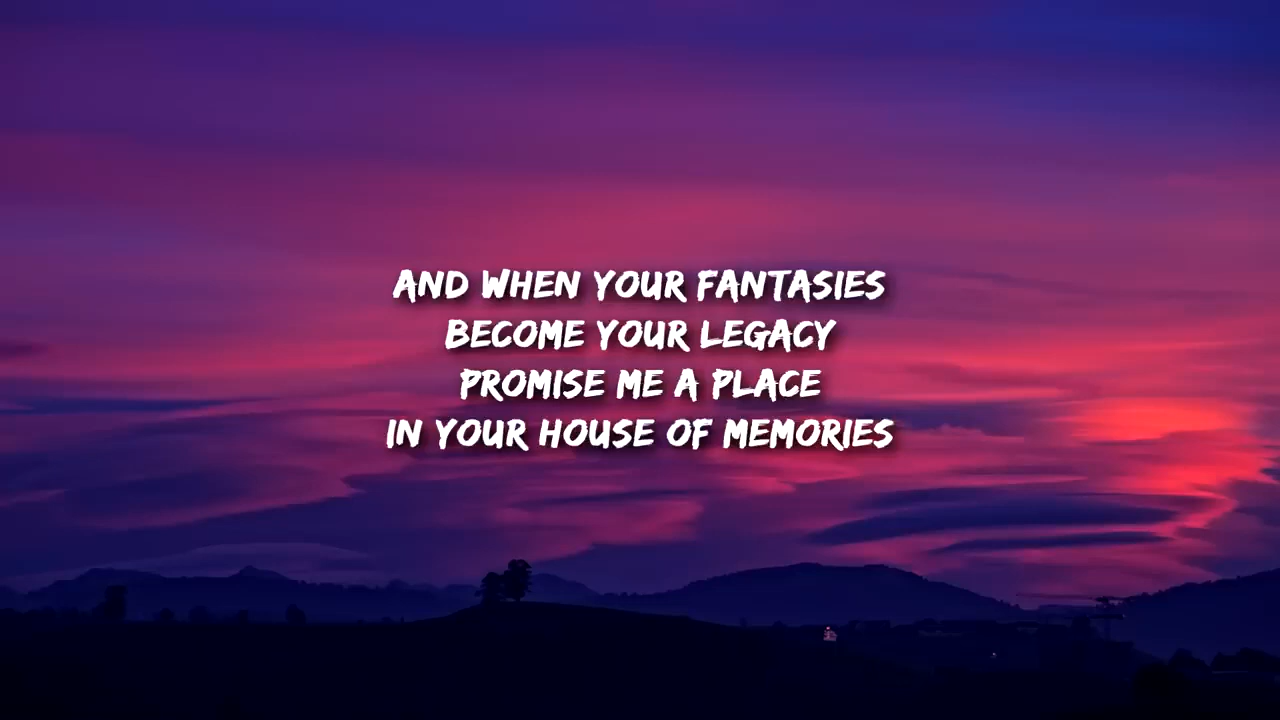 AND WHEN YOUR FANTASIES
BECOME YOUR LEGACY
PROMISE ME A PLACE
IN YOUR HOUSE OF MEMORIES